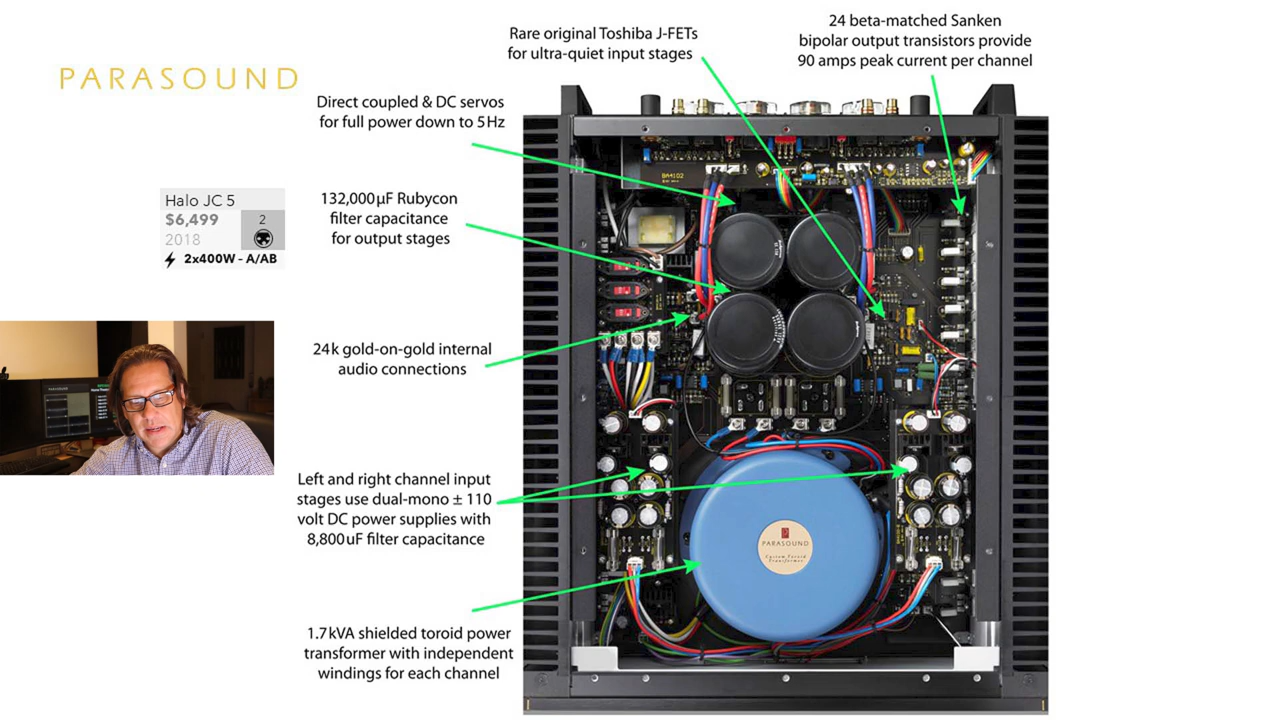 PARASOUND
Rare original Toshiba J-FETs
for ultra-quiet input stages
24 beta-matched Sanken
bipolar output transistors provide
90 amps peak current per channel
Direct coupled & DC servos
for full power down to 5Hz
Halo JC 5
$6,499
2
2018
2x400W - A/AB
132,000µF Rubycon
filter capacitance
for output stages
24k gold-on-gold internal
audio connections
Left and right channel input
stages use dual-mono ± 110
volt DC power supplies with
8,800uF filter capacitance
1.7kVA shielded toroid power
transformer with independent
windings for each channel
PARASOUND
Custom Toroid
Transformer
PARASOUND